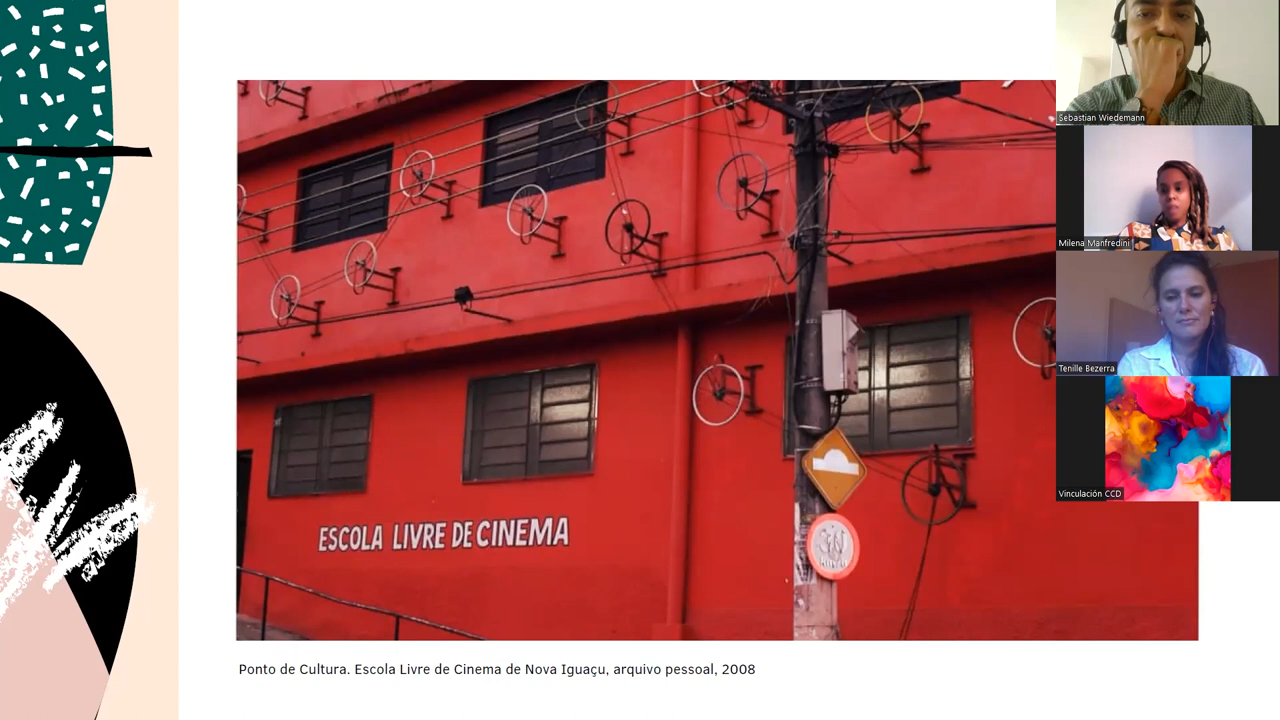 ESCOLA LIVRE DE CINEMA
Ponto de Cultura. Escola Livre de Cinema de Nova Iguaçu, arquivo pessoal, 2008
Sebastian Wiedemann
Milena Manfredini
Tenille Bezerra
Vinculación CCD